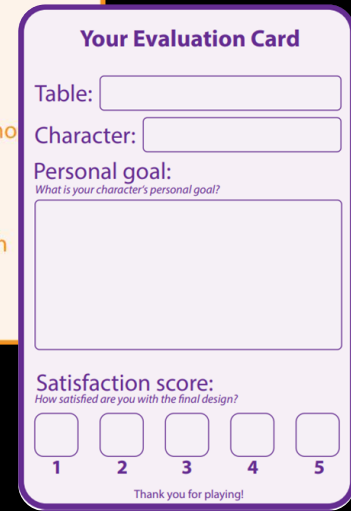 Your Evaluation Card
Table:
Character:
Personal goal:
What is your character's personal goal?
Satisfaction score:
How satisfied are you with the final design?
1 2 3 4 5
Thank you for playing!